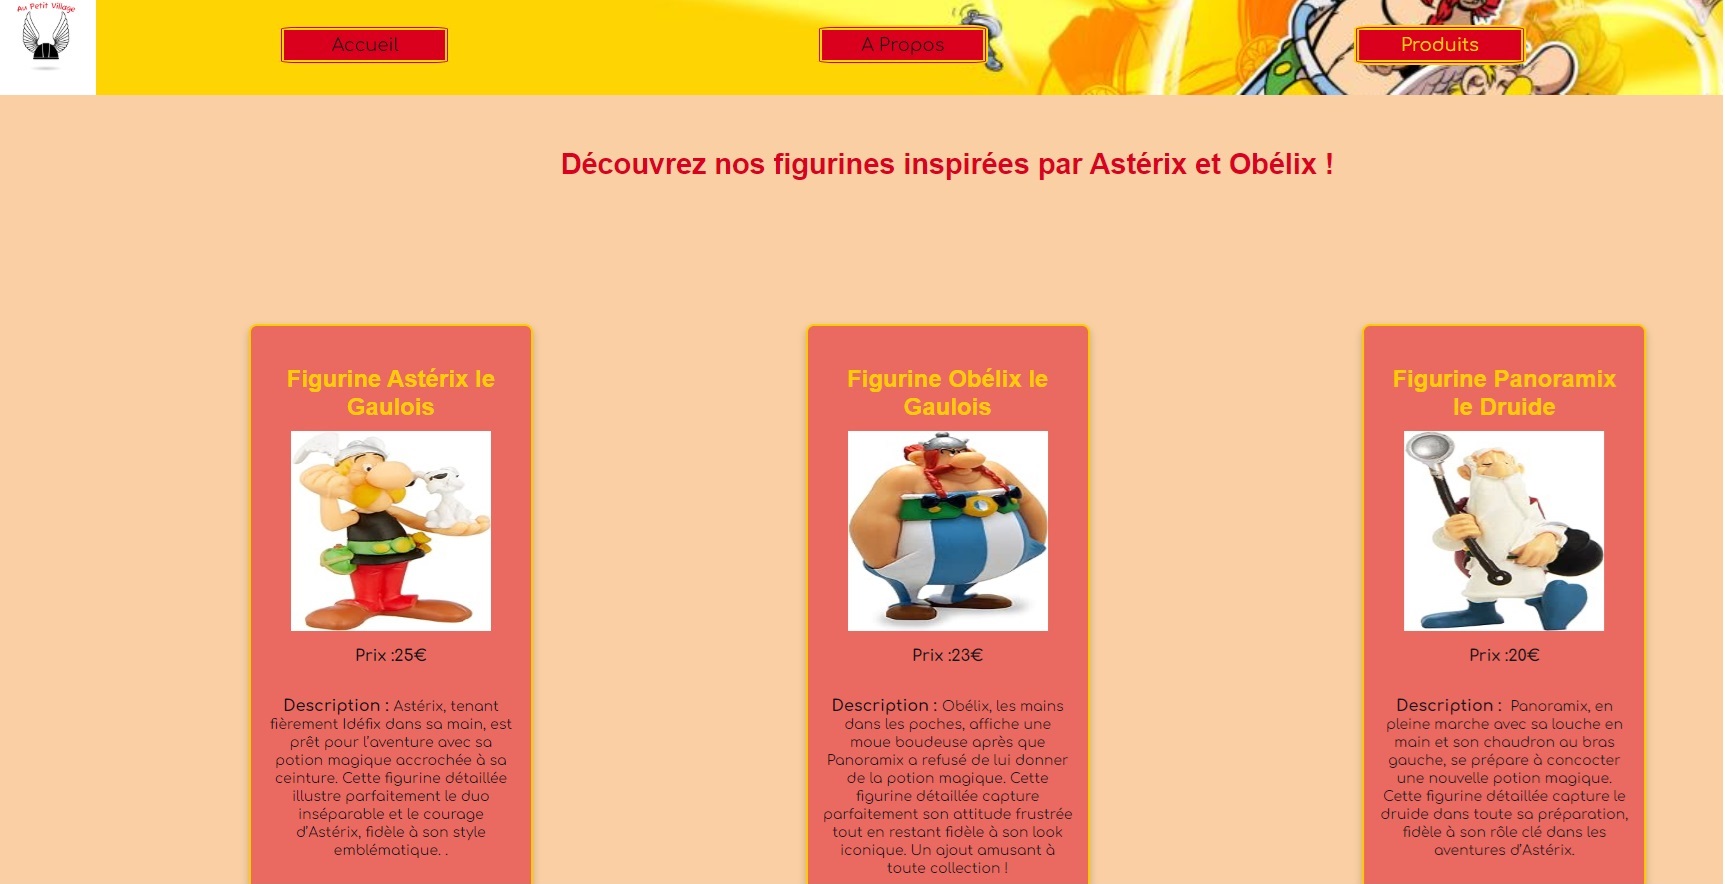 Au Petit Village
Accueil
A Propos
Produits
Découvrez nos figurines inspirées par Astérix et Obélix !
Figurine Astérix le
Gaulois
Prix :25€
Description : Astérix, tenant
fièrement Idéfix dans sa main, est
prêt pour l’aventure avec sa
potion magique accrochée à sa
ceinture. Cette figurine détaillée
illustre parfaitement le duo
inséparable et le courage
d’Astérix, fidèle à son style
emblématique. .
Figurine Obélix le
Gaulois
Prix :23€
Description : Obélix, les mains
dans les poches, affiche une
moue boudeuse après que
Panoramix a refusé de lui donner
de la potion magique. Cette
figurine détaillée capture
parfaitement son attitude frustrée
tout en restant fidèle à son look
iconique. Un ajout amusant à
toute collection !
Figurine Panoramix
le Druide
Prix :20€
Description : Panoramix, en
pleine marche avec sa louche en
main et son chaudron au bras
gauche, se prépare à concocter
une nouvelle potion magique.
Cette figurine détaillée capture le
druide dans toute sa préparation,
fidèle à son rôle clé dans les
aventures d’Astérix.